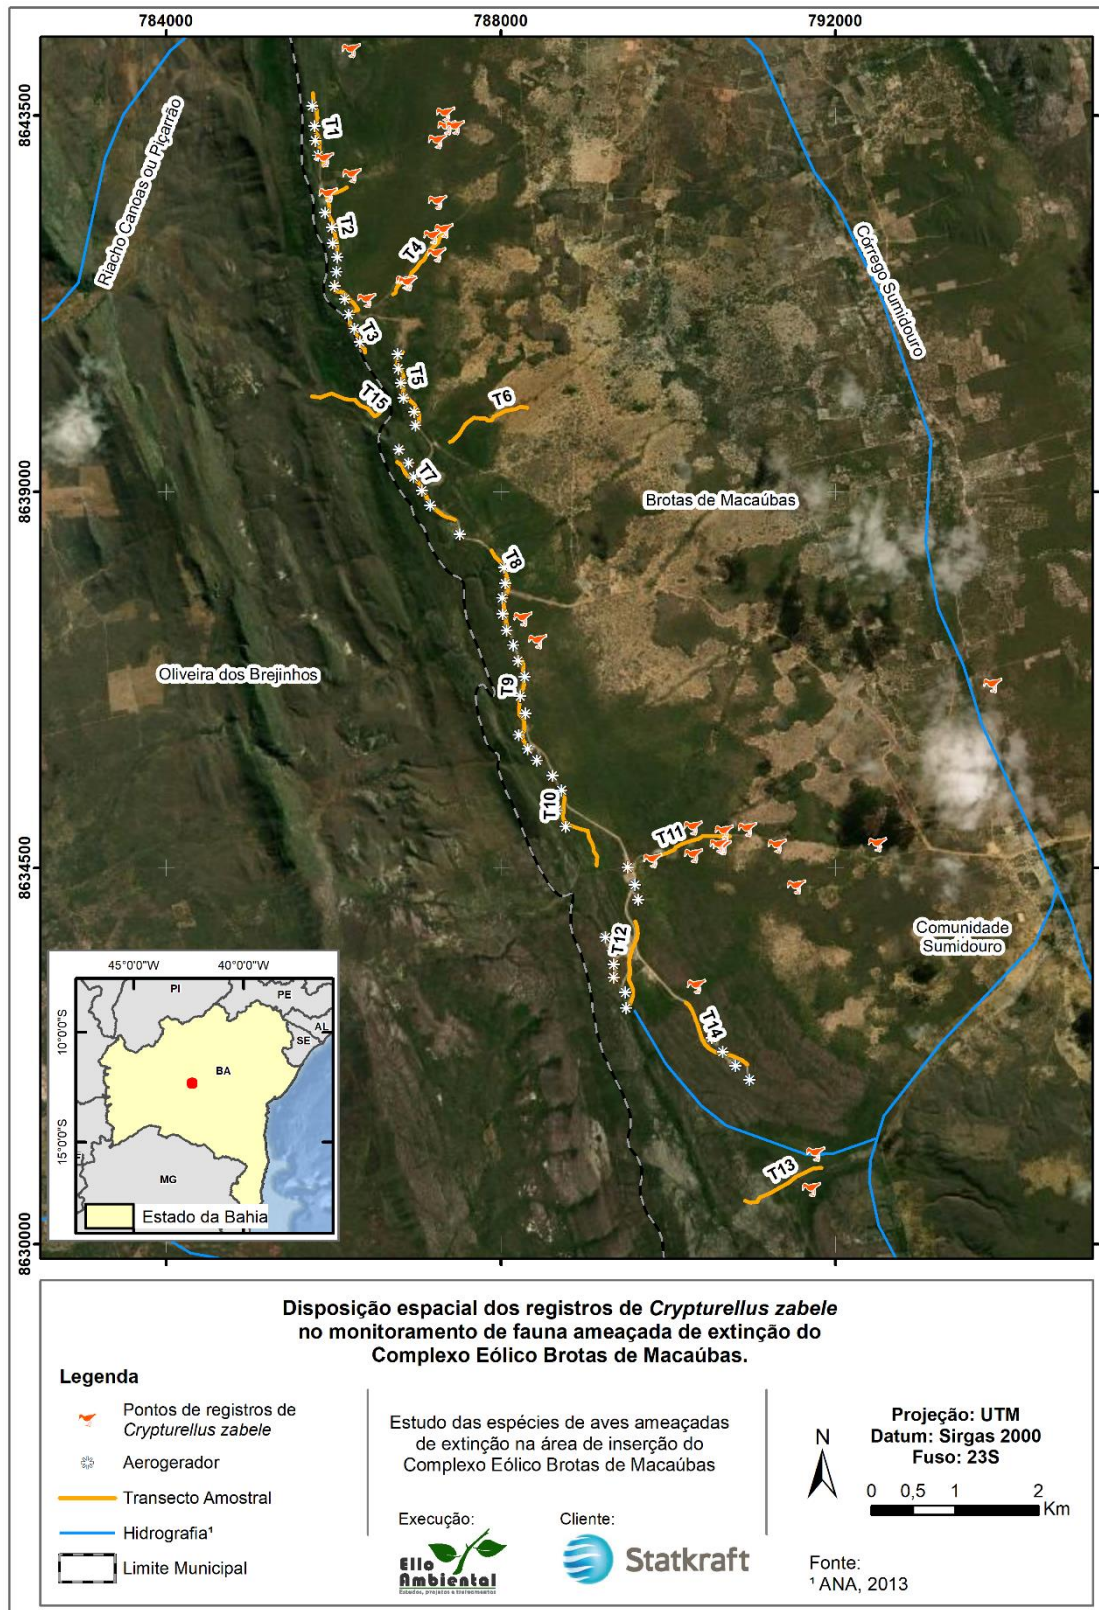 784000
788000
792000
8643500
8639000
8634500
8630000
Riacho Canoas ou Piçarrão
Córrego Sumidouro
T1
T2
T4
T3
T5
T15
T6
T7
Brotas de Macaúbas
T8
Oliveira dos Brejinhos
T9
T10
T11
T12
Comunidade
Sumidouro
T14
T13
45°0'0"W
40°0'0"W
10°0'0"S
15°0'0"S
PI
PE
AL
SE
BA
MG
Estado da Bahia
Disposição espacial dos registros de Crypturellus zabele
no monitoramento de fauna ameaçada de extinção do
Complexo Eólico Brotas de Macaúbas.
Legenda
Pontos de registros de
Crypturellus zabele
Aerogerador
Transecto Amostral
Hidrografia¹
Limite Municipal
Estudo das espécies de aves ameaçadas
de extinção na área de inserção do
Complexo Eólico Brotas de Macaúbas
Execução:
Ello
Ambiental
Estudos, projetos e treinamentos
Cliente:
Statkraft
N
Projeção: UTM
Datum: Sirgas 2000
Fuso: 23S
0 0,5 1 2
Km
Fonte:
¹ ANA, 2013